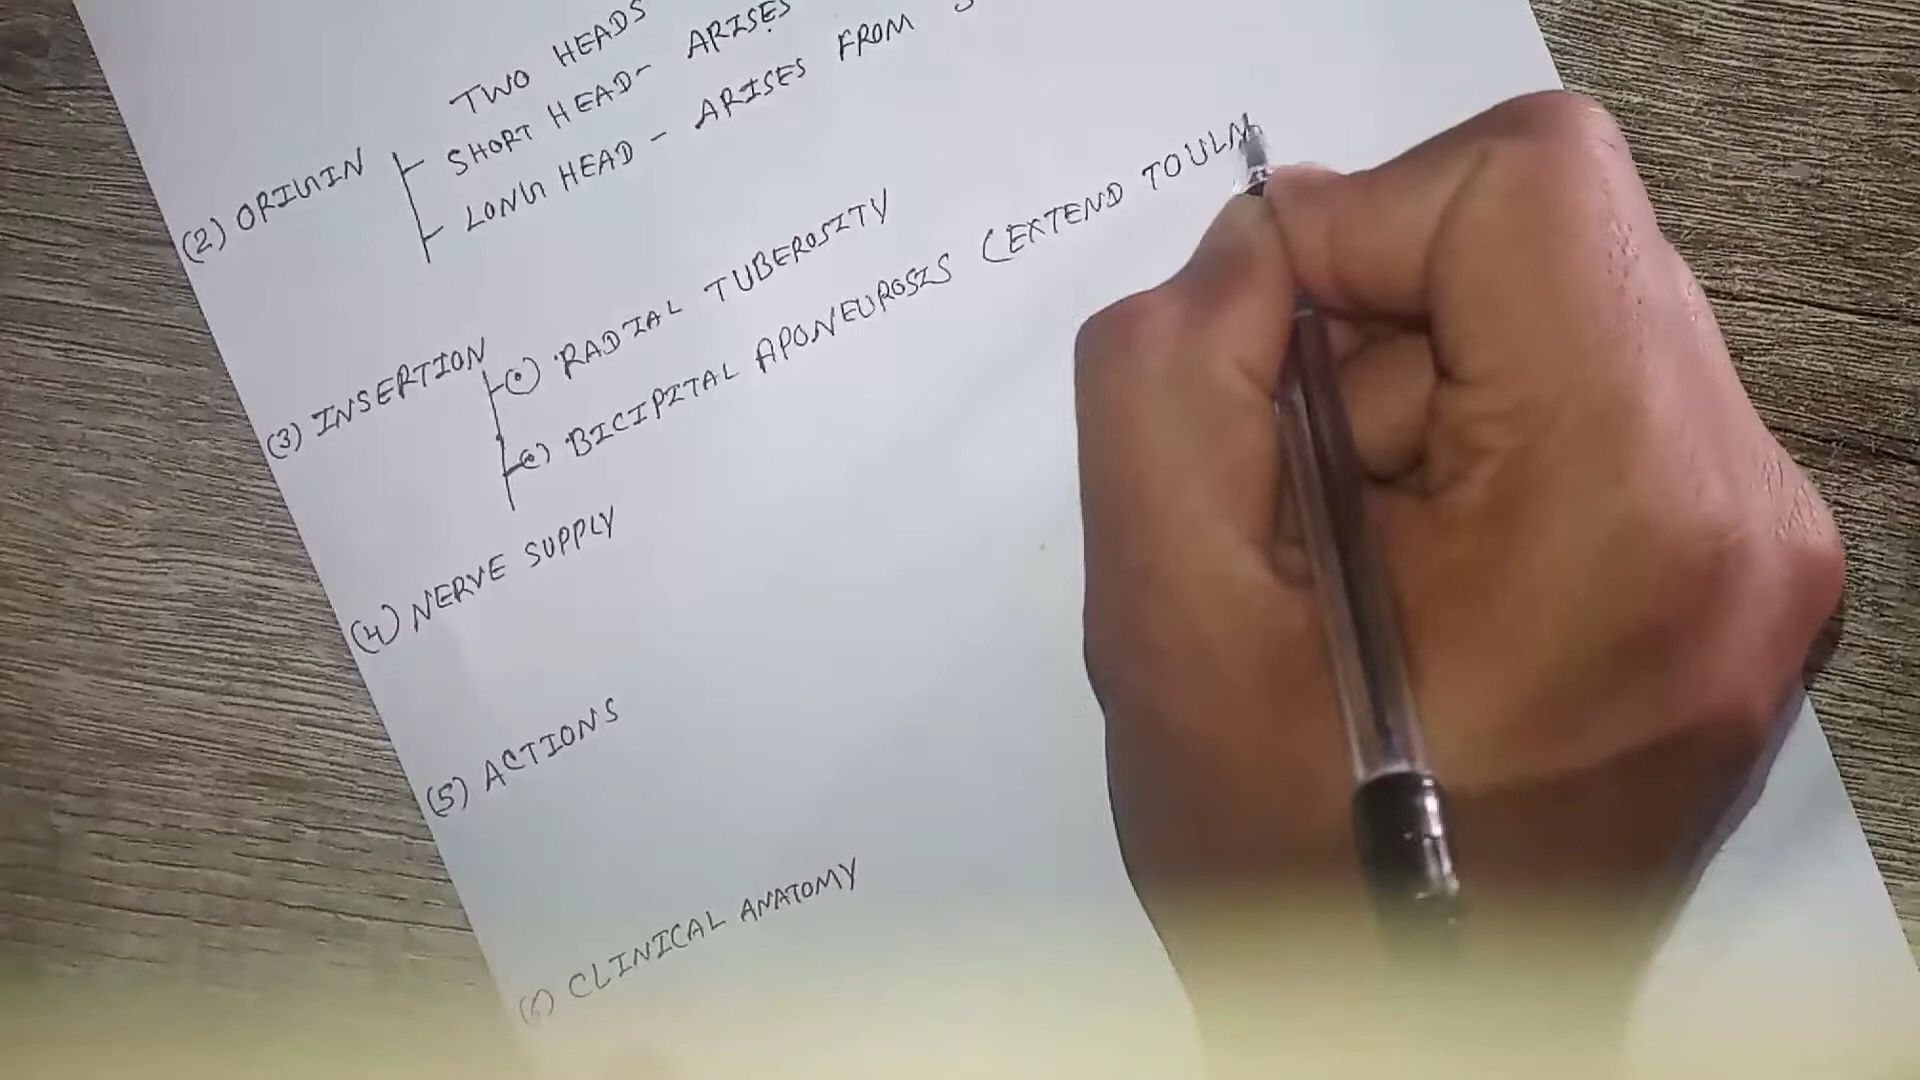 TWO HEADS
(2) ORIGIN
SHORT HEAD - ARISES
LONG HEAD - ARISES FROM
(3) INSERTION
RADIAL TUBEROSITY
BICIPITAL APONEUROSIS (EXTEND TO ULN
(4) NERVE SUPPLY
(5) ACTIONS
(6) CLINICAL ANATOMY